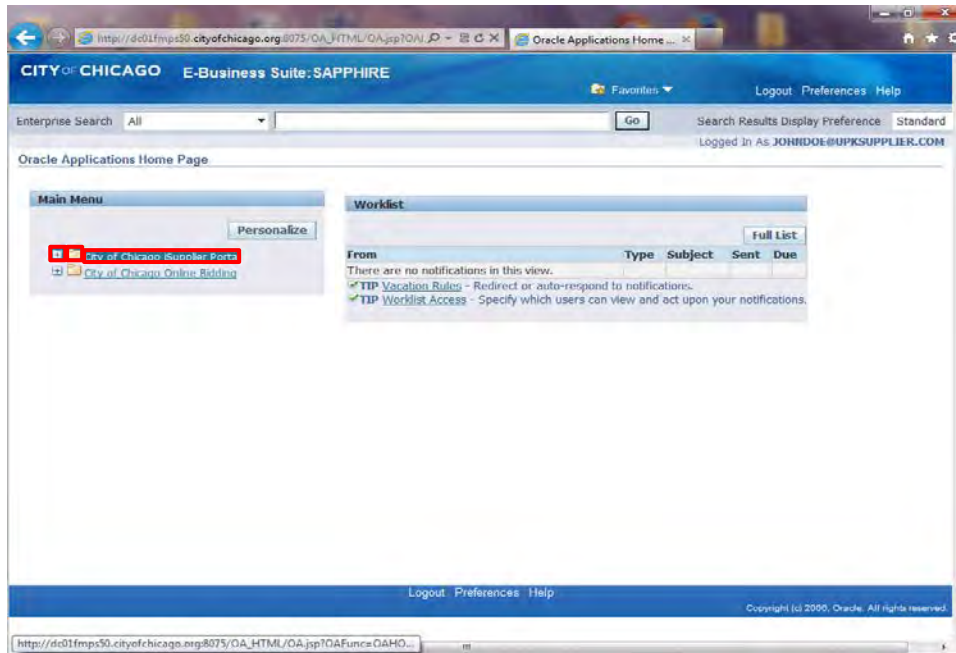 http://dc01fmps50.cityofchicago.org:8075/OA_HTML/OA.jsp?OA Oracle Applications Home ...
CITY OF CHICAGO E-Business Suite: SAPPHIRE
Favorites Logout Preferences Help
Enterprise Search All Go Search Results Display Preference Standard
Logged In As JOHNDOE@UPKSUPPLIER.COM
Oracle Applications Home Page
Main Menu
Personalize
City of Chicago iSupplier Porta
City of Chicago Online Bidding
Worklist
Full List
From Type Subject Sent Due
There are no notifications in this view.
TIP Vacation Rules - Redirect or auto-respond to notifications.
TIP Worklist Access - Specify which users can view and act upon your notifications.
Logout Preferences Help
Copyright (c) 2006, Oracle. All rights reserved.
http://dc01fmps50.cityofchicago.org:8075/OA_HTML/OA.jsp?OAFunc=OAHO...